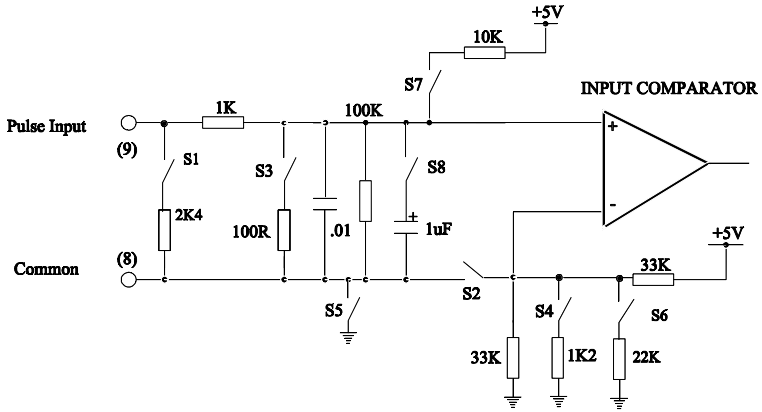 +5V
10K
S7
INPUT COMPARATOR
1K
100K
Pulse Input
+
(9)
S1
S3
S8
-
2K4
+
100R
.01
1uF
+5V
(8)
Common
33K
S2
S5
S4
S6
33K
1K2
22K